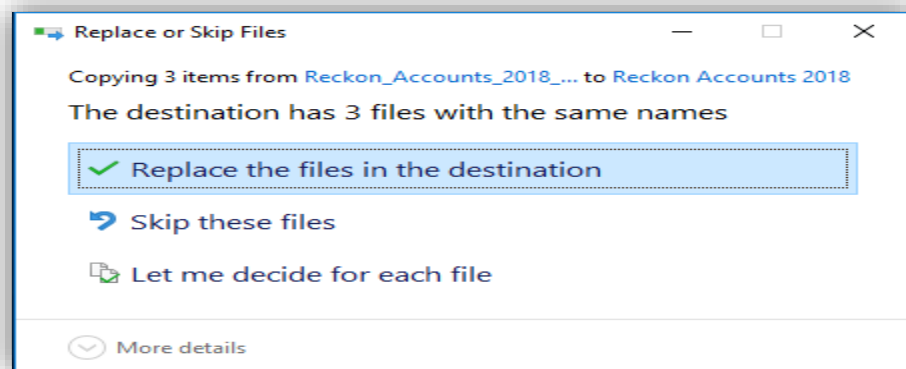 Replace or Skip Files
Copying 3 items from Reckon_Accounts_2018_... to Reckon Accounts 2018
The destination has 3 files with the same names
Replace the files in the destination
Skip these files
Let me decide for each file
More details